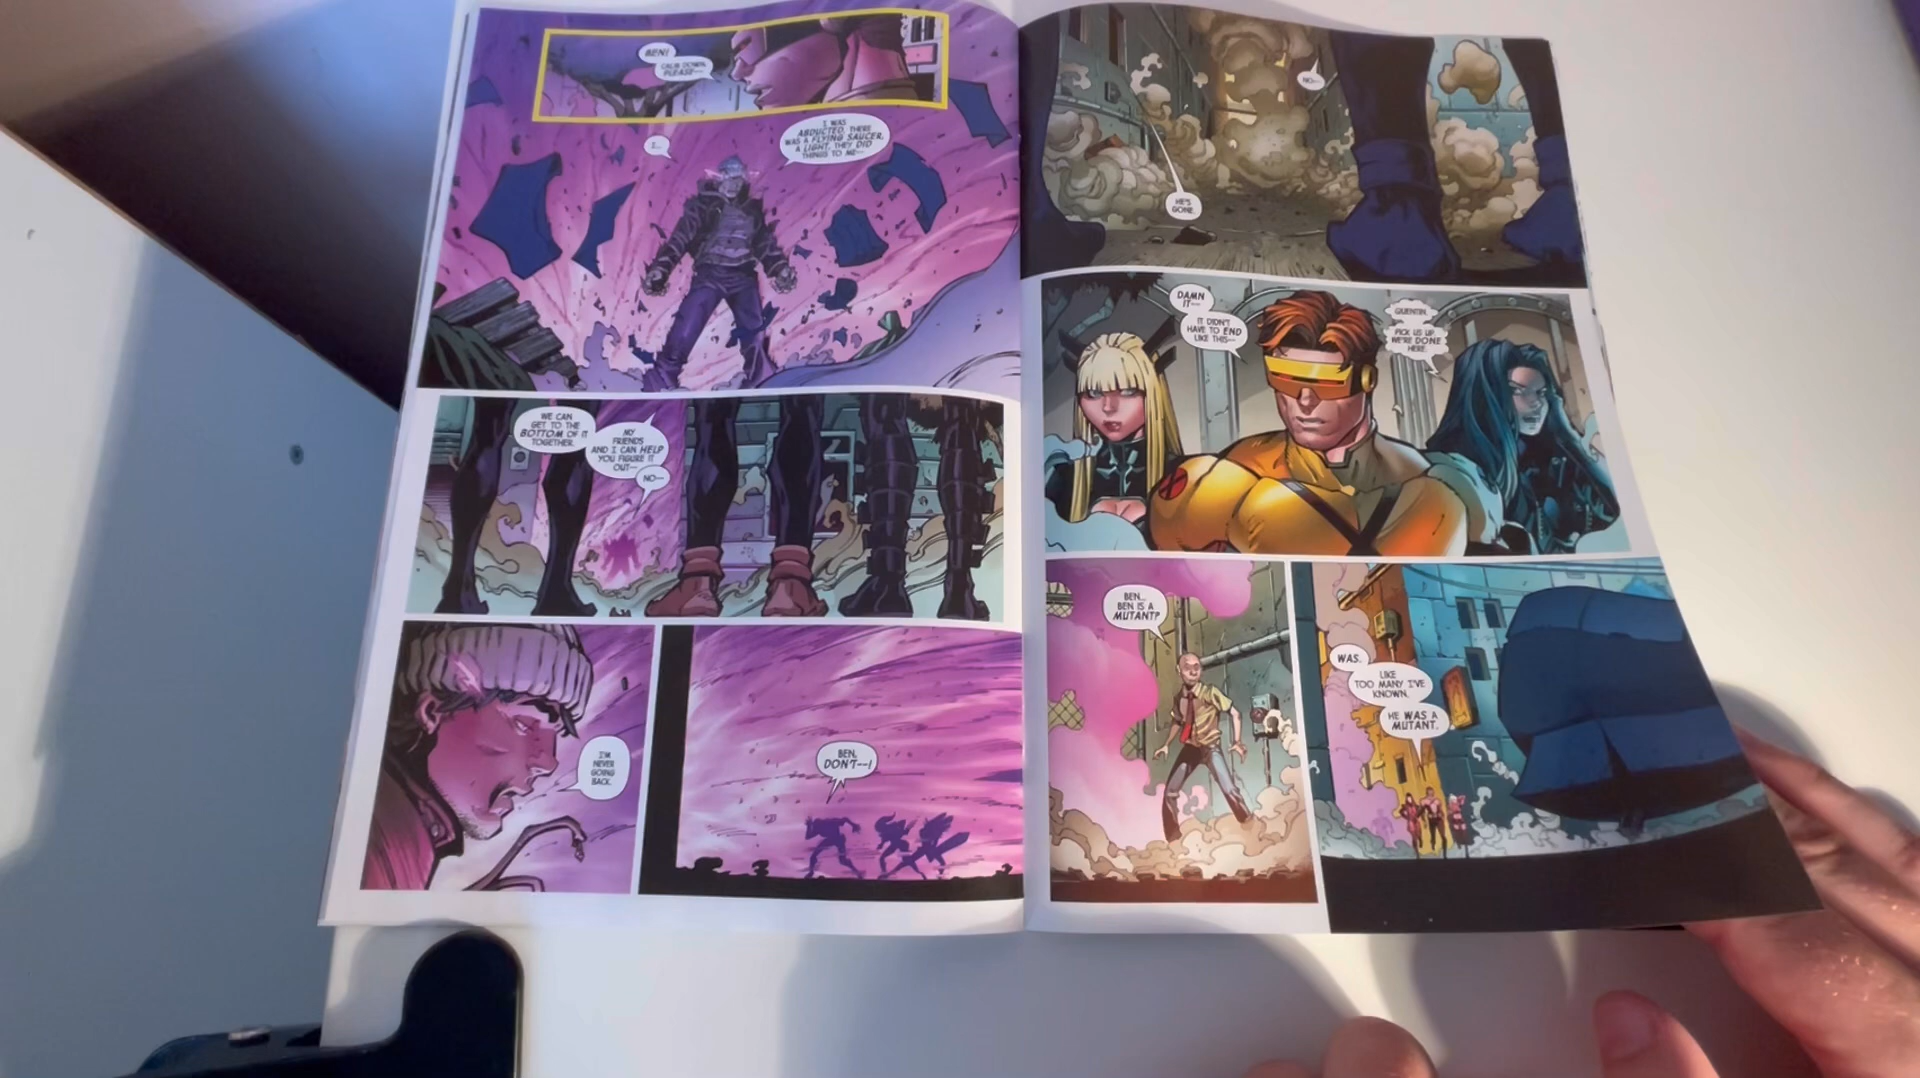 BEN!
CALM DOWN,
PLEASE--
I...
I WAS
ABDUCTED, THERE
WAS A FLYING SAUCER,
A LIGHT, THEY DID
THINGS TO ME--
WE CAN
GET TO THE
BOTTOM OF IT
TOGETHER.
MY
FRIENDS
AND I CAN HELP
YOU FIGURE IT
OUT--
NO--
I'M
NEVER
GOING
BACK.
BEN,
DON'T--!
NO--
HE'S
GONE.
DAMN
IT--
IT DIDN'T
HAVE TO END
LIKE THIS--
QUENTIN.
PICK US UP.
WE'RE DONE
HERE.
BEN...
BEN IS A
MUTANT?
WAS.
LIKE
TOO MANY I'VE
KNOWN.
HE WAS A
MUTANT.